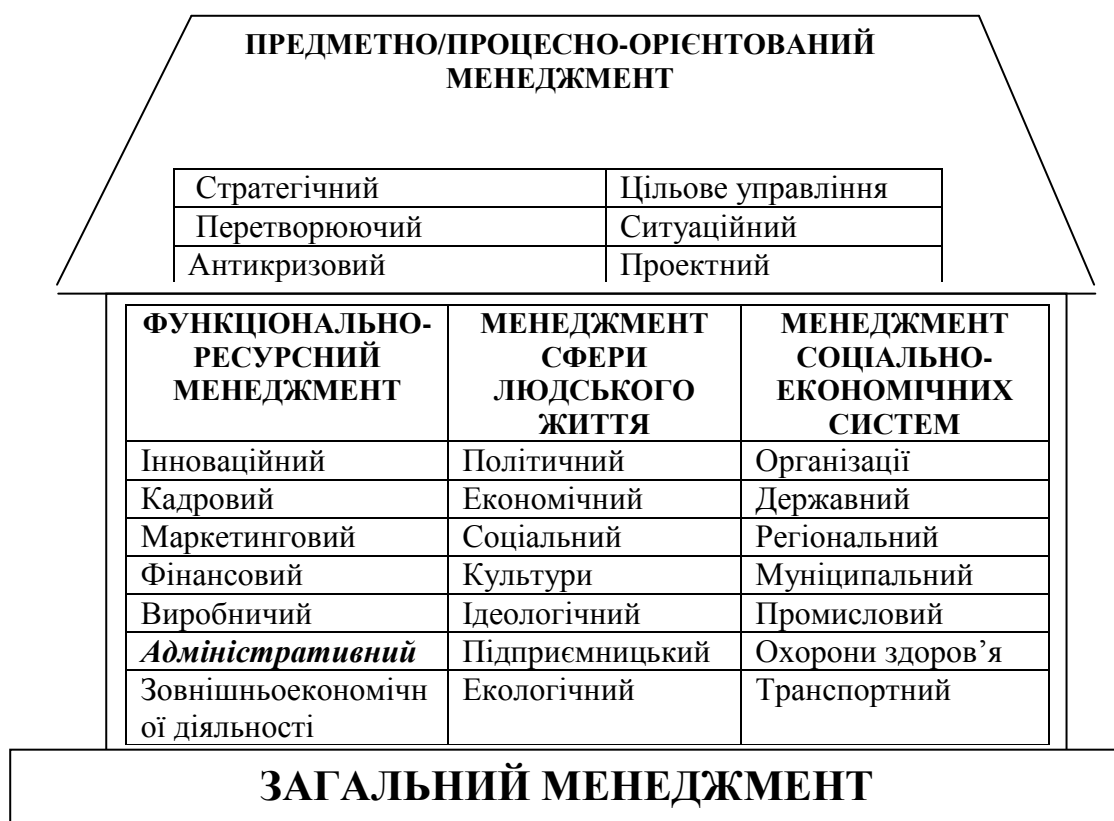 ПРЕДМЕТНО/ПРОЦЕСНО-ОРІЄНТОВАНИЙ
МЕНЕДЖМЕНТ
Стратегічний Цільове управління
Перетворюючий Ситуаційний
Антикризовий Проектний
ФУНКЦІОНАЛЬНО-
РЕСУРСНИЙ
МЕНЕДЖМЕНТ
МЕНЕДЖМЕНТ
СФЕРИ
ЛЮДСЬКОГО
ЖИТТЯ
МЕНЕДЖМЕНТ
СОЦІАЛЬНО-
ЕКОНОМІЧНИХ
СИСТЕМ
Інноваційний Політичний Організації
Кадровий Економічний Державний
Маркетинговий Соціальний Регіональний
Фінансовий Культури Муніципальний
Виробничий Ідеологічний Промисловий
Адміністративний Підприємницький Охорони здоров’я
Зовнішньоекономічн Екологічний Транспортний
ої діяльності
ЗАГАЛЬНИЙ МЕНЕДЖМЕНТ